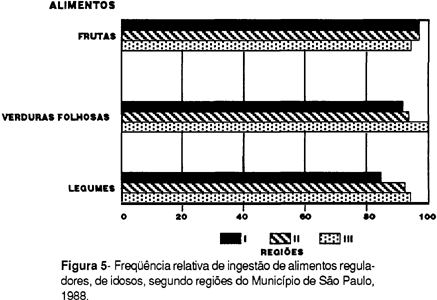 ALIMENTOS
FRUTAS
VERDURAS FOLHOSAS
LEGUMES
0 20 40 60 80 100
I II III
REGIÕES
Figura 5- Freqüência relativa de ingestão de alimentos regula-
dores, de idosos, segundo regiões do Município de São Paulo,
1988.